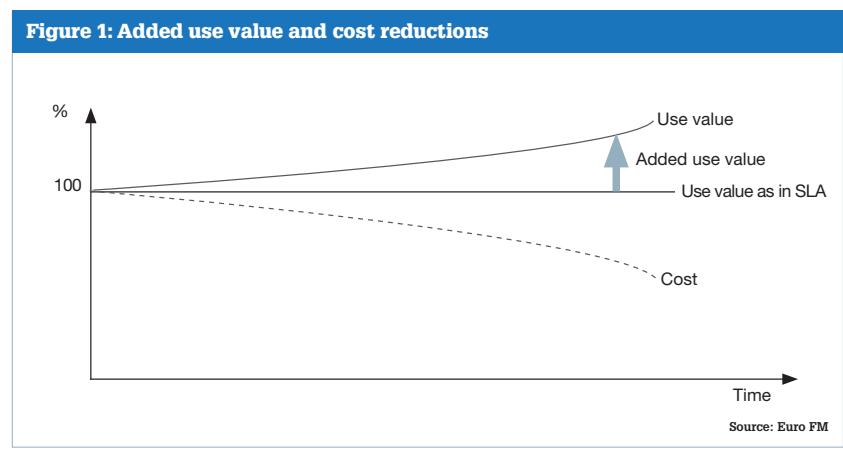 Figure 1: Added use value and cost reductions
%
Use value
Added use value
100
Use value as in SLA
Cost
Time
Source: Euro FM